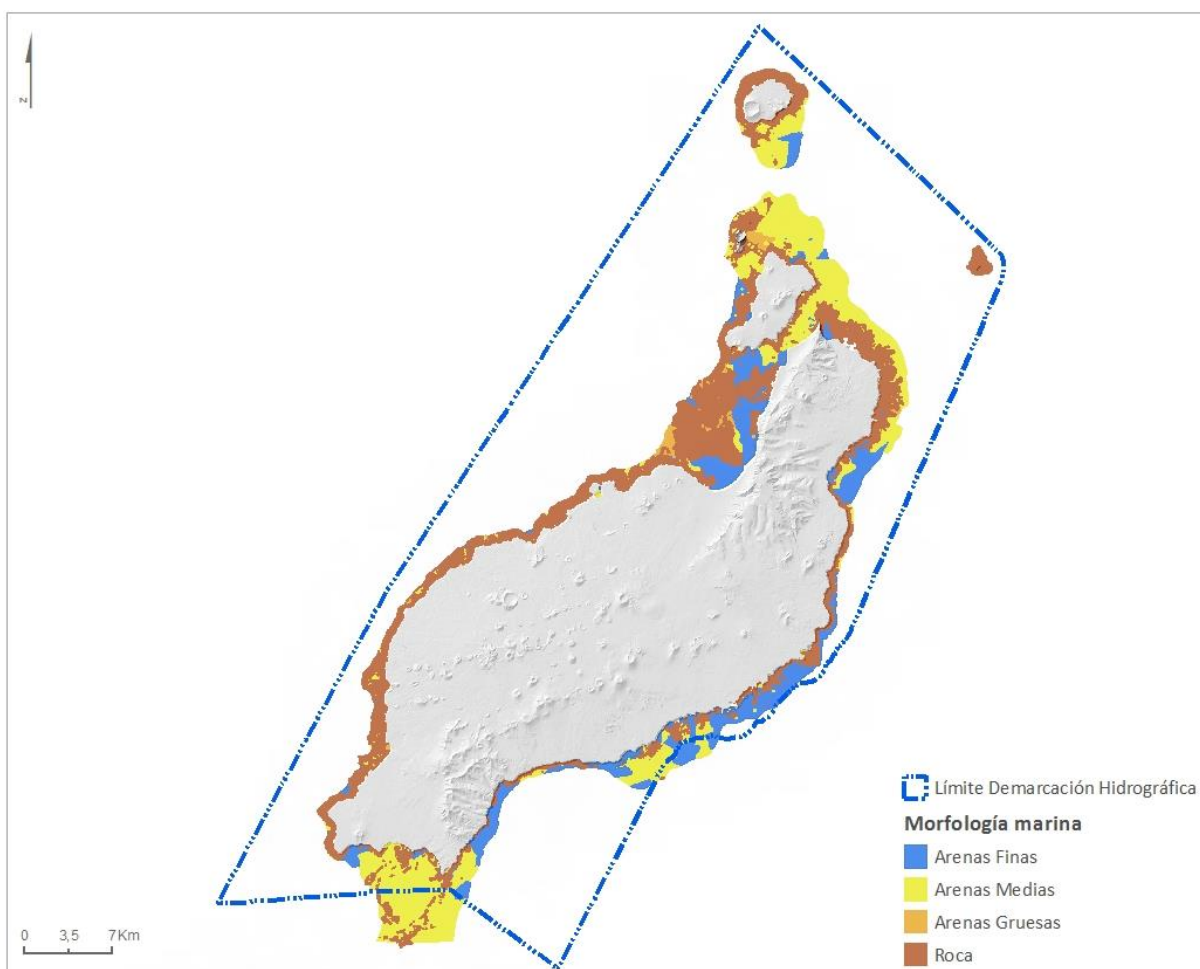 N
Límite Demarcación Hidrográfica
Morfología marina
Arenas Finas
Arenas Medias
Arenas Gruesas
Roca
0 3,5 7Km